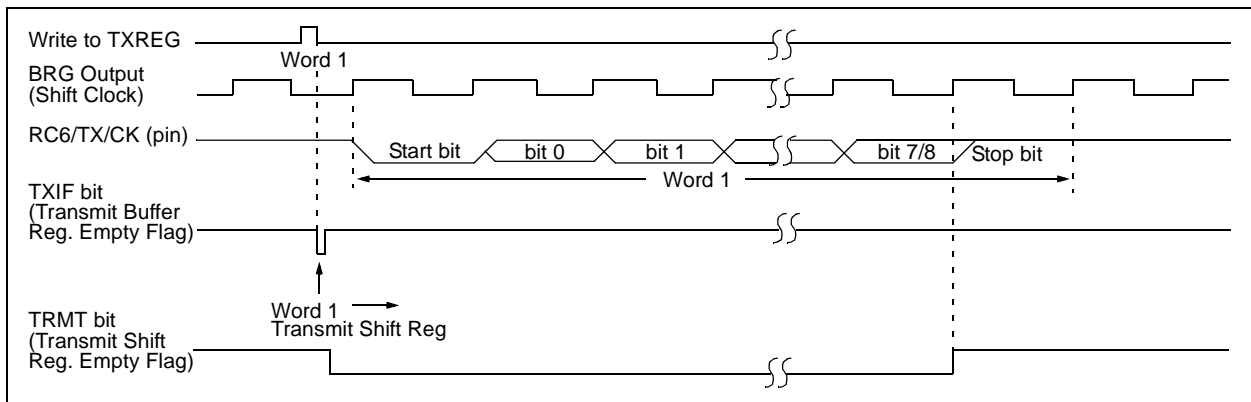 Write to TXREG
Word 1
BRG Output
(Shift Clock)
RC6/TX/CK (pin)
Start bit
bit 0
bit 1
bit 7/8
Stop bit
Word 1
TXIF bit
(Transmit Buffer
Reg. Empty Flag)
Word 1
Transmit Shift Reg
TRMT bit
(Transmit Shift
Reg. Empty Flag)